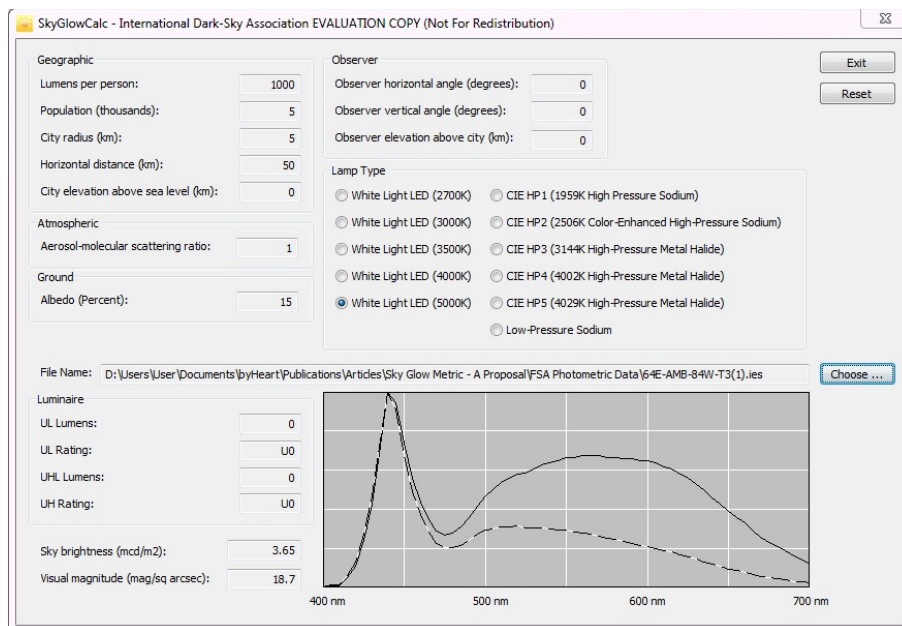 SkyGlowCalc - International Dark-Sky Association EVALUATION COPY (Not For Redistribution)
Geographic
Lumens per person: 1000
Population (thousands): 5
City radius (km): 5
Horizontal distance (km): 50
City elevation above sea level (km): 0
Atmospheric
Aerosol-molecular scattering ratio: 1
Ground
Albedo (Percent): 15
Observer
Observer horizontal angle (degrees): 0
Observer vertical angle (degrees): 0
Observer elevation above city (km): 0
Exit
Reset
Lamp Type
White Light LED (2700K) CIE HP1 (1959K High Pressure Sodium)
White Light LED (3000K) CIE HP2 (2506K Color-Enhanced High-Pressure Sodium)
White Light LED (3500K) CIE HP3 (3144K High-Pressure Metal Halide)
White Light LED (4000K) CIE HP4 (4002K High-Pressure Metal Halide)
White Light LED (5000K) CIE HP5 (4029K High-Pressure Metal Halide)
Low-Pressure Sodium
File Name: D:\Users\User\Documents\byHeart\Publications\Articles\Sky Glow Metric - A Proposal\FSA Photometric Data\64E-AMB-84W-T3(1).ies Choose ...
Luminaire
UL Lumens: 0
UL Rating: U0
UHL Lumens: 0
UH Rating: U0
Sky brightness (mcd/m2): 3.65
Visual magnitude (mag/sq arcsec): 18.7
400 nm 500 nm 600 nm 700 nm